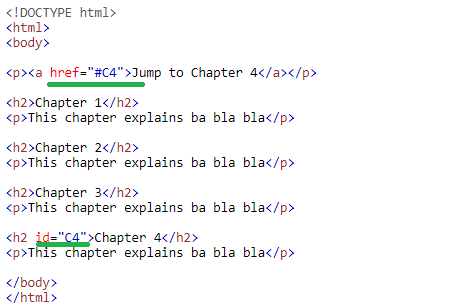 <!DOCTYPE html>
<html>
<body>
<p><a href="#C4">Jump to Chapter 4</a></p>
<h2>Chapter 1</h2>
<p>This chapter explains ba bla bla</p>
<h2>Chapter 2</h2>
<p>This chapter explains ba bla bla</p>
<h2>Chapter 3</h2>
<p>This chapter explains ba bla bla</p>
<h2 id="C4">Chapter 4</h2>
<p>This chapter explains ba bla bla</p>
</body>
</html>